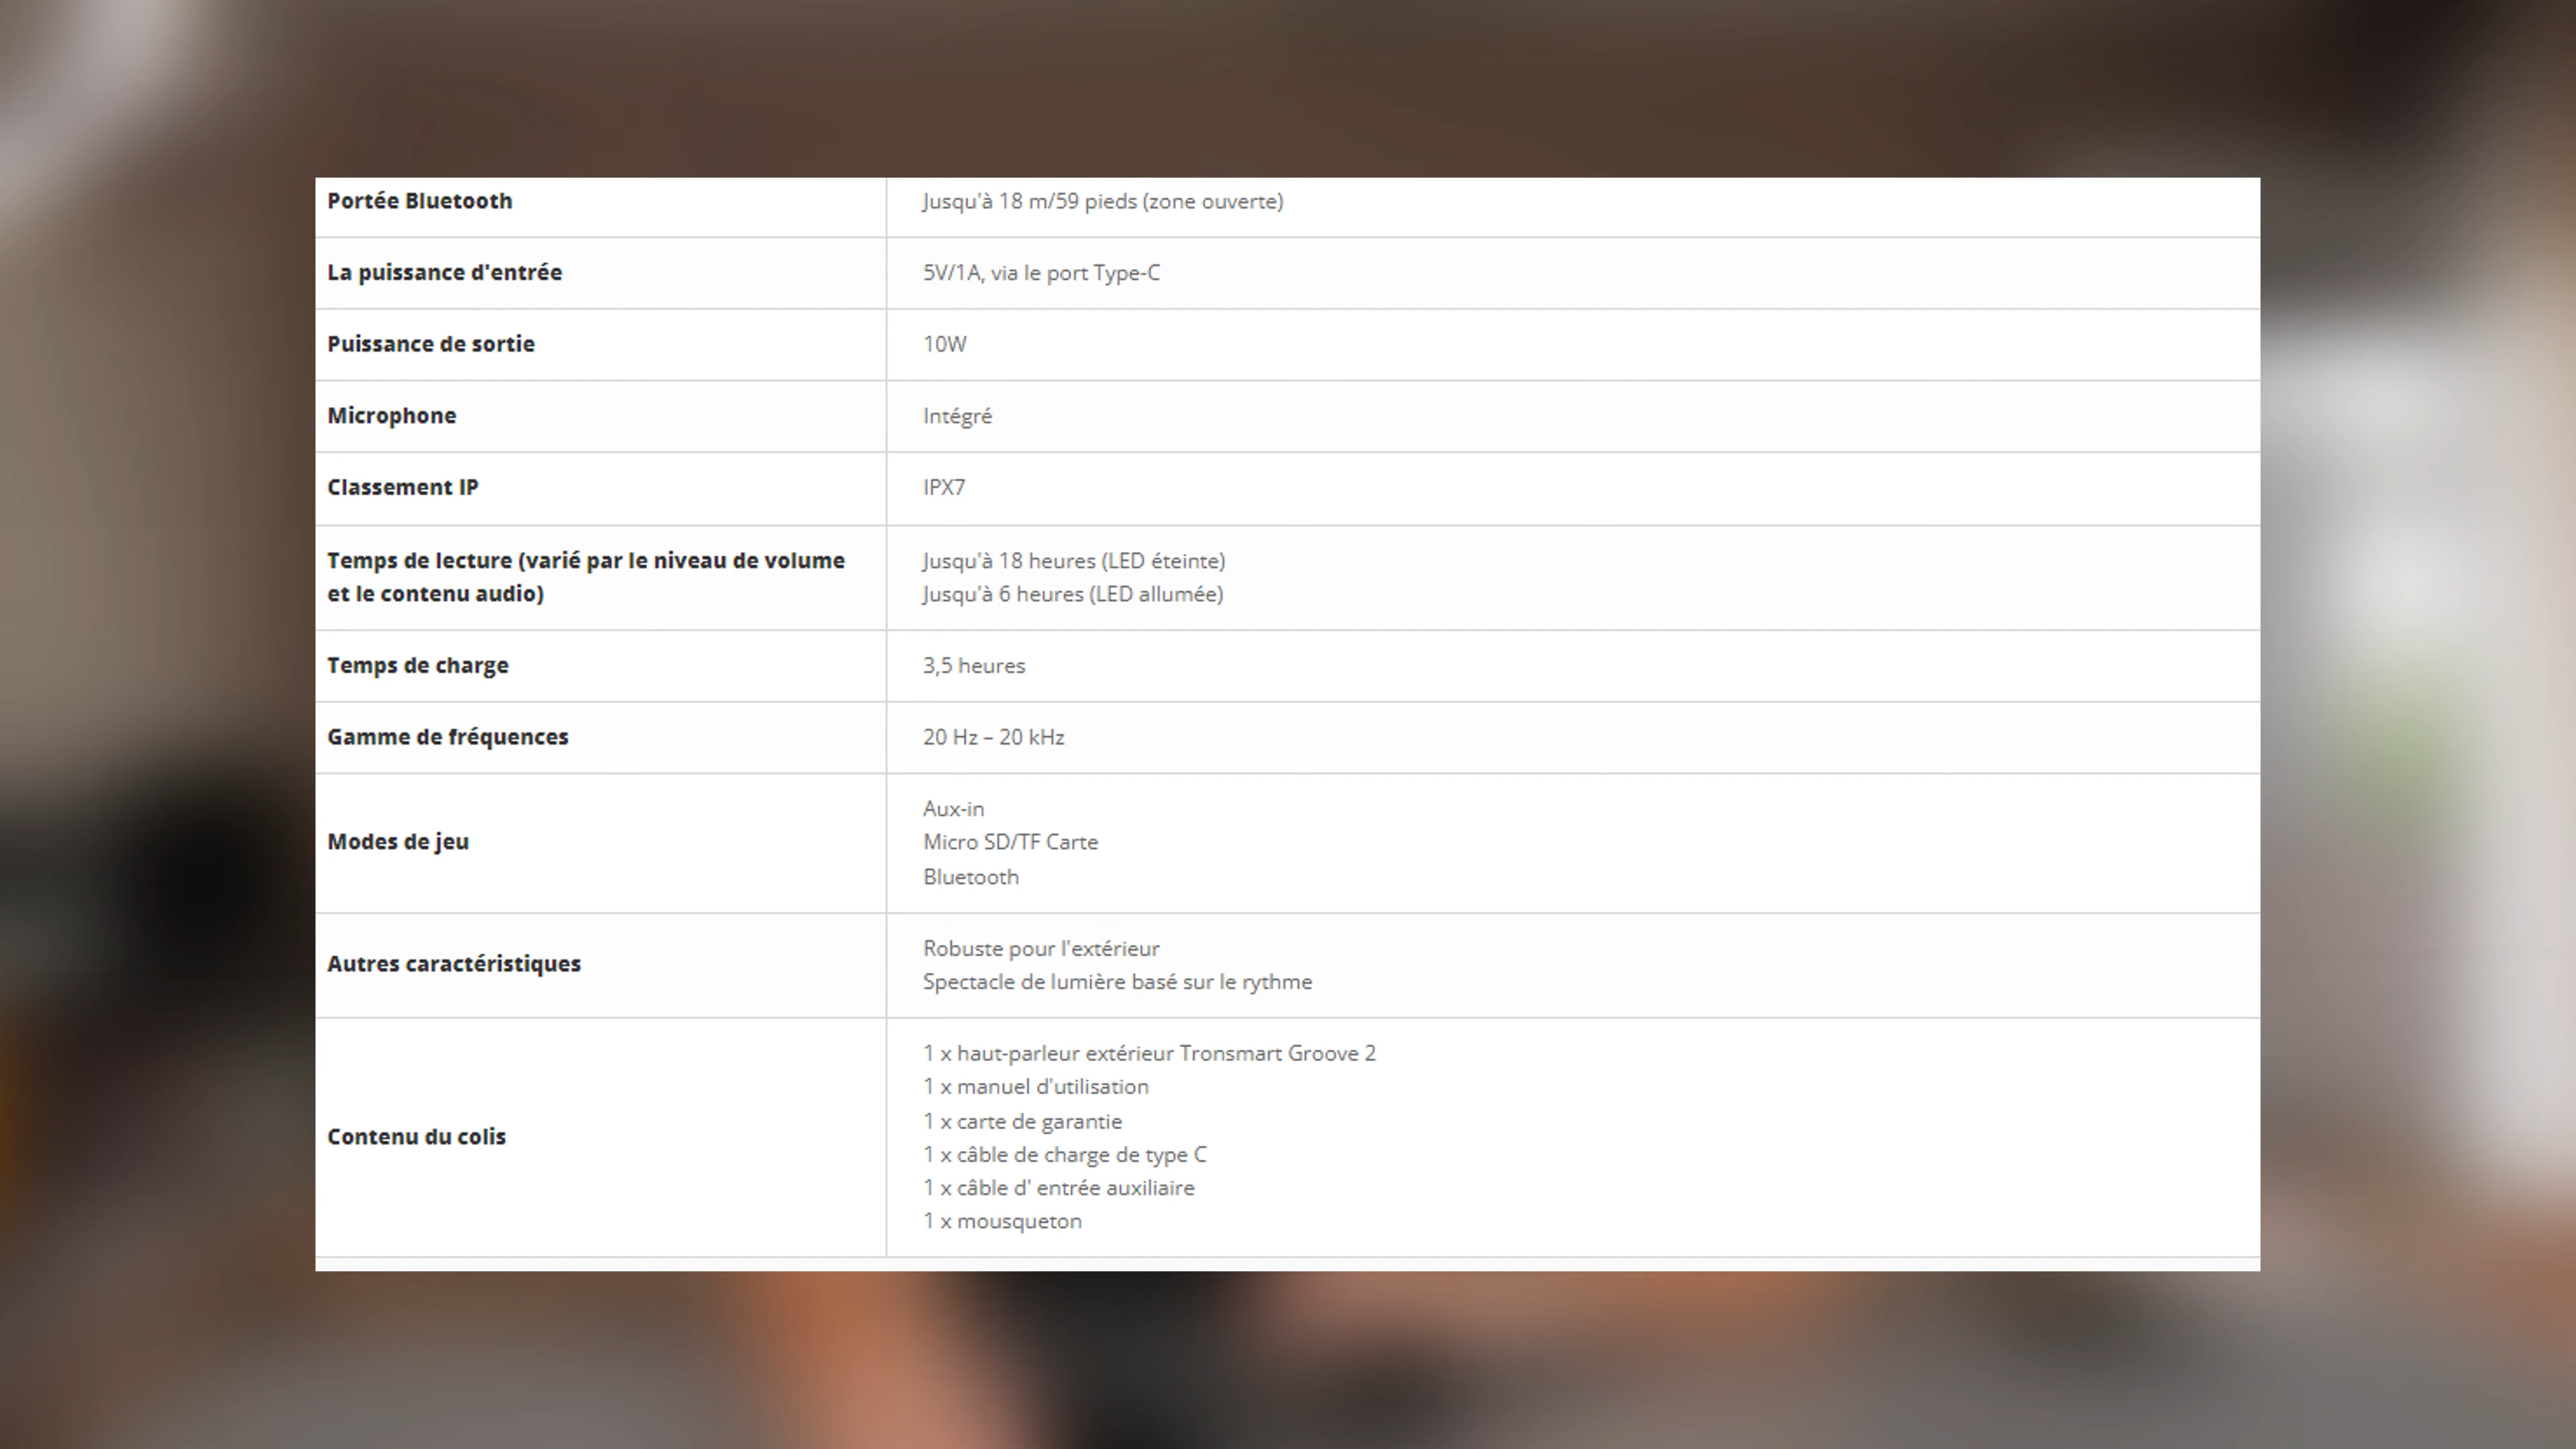 Portée Bluetooth
Jusqu'à 18 m/59 pieds (zone ouverte)
La puissance d'entrée
5V/1A, via le port Type-C
Puissance de sortie
10W
Microphone
Intégré
Classement IP
IPX7
Temps de lecture (varié par le niveau de volume
et le contenu audio)
Jusqu'à 18 heures (LED éteinte)
Jusqu'à 6 heures (LED allumée)
Temps de charge
3,5 heures
Gamme de fréquences
20 Hz – 20 kHz
Modes de jeu
Aux-in
Micro SD/TF Carte
Bluetooth
Autres caractéristiques
Robuste pour l'extérieur
Spectacle de lumière basé sur le rythme
Contenu du colis
1 x haut-parleur extérieur Tronsmart Groove 2
1 x manuel d'utilisation
1 x carte de garantie
1 x câble de charge de type C
1 x câble d' entrée auxiliaire
1 x mousqueton